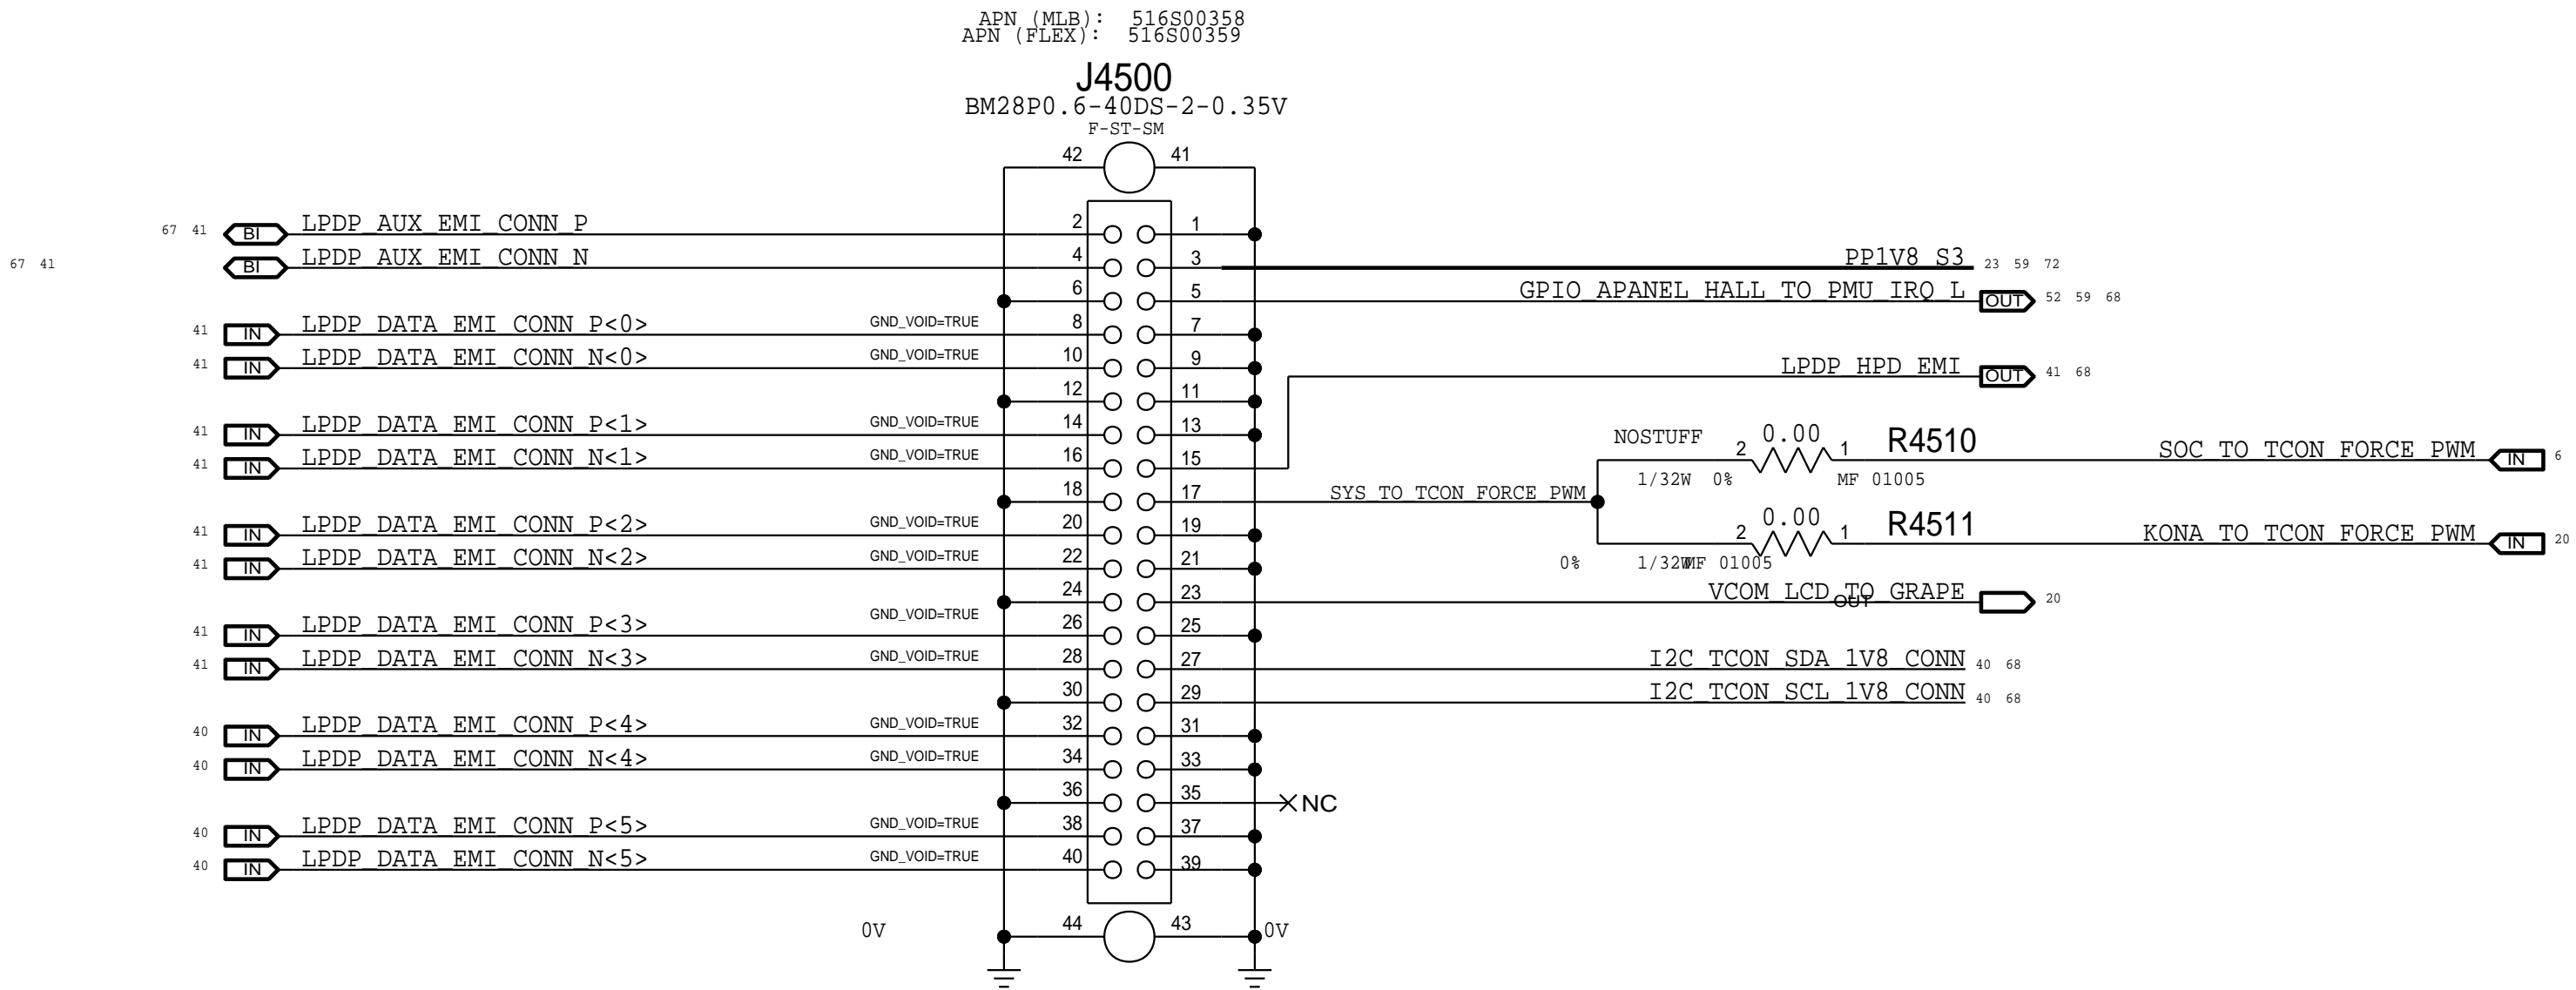 APN (MLB): 516S00358
APN (FLEX): 516S00359
J4500
BM28P0.6-40DS-2-0.35V
F-ST-SM
42 41
67 41 BI LPDP_AUX_EMI_CONN_P 2 1
67 41 BI LPDP_AUX_EMI_CONN_N 4 3 PP1V8_S3 23 59 72
6 5 GPIO_APANEL_HALL_TO_PMU_IRQ_L OUT 52 59 68
41 IN LPDP_DATA_EMI_CONN_P<0> GND_VOID=TRUE 8 7
41 IN LPDP_DATA_EMI_CONN_N<0> GND_VOID=TRUE 10 9
LPDP_HPD_EMI OUT 41 68
12 11
41 IN LPDP_DATA_EMI_CONN_P<1> GND_VOID=TRUE 14 13
NOSTUFF 2 0.00 1 R4510 SOC_TO_TCON_FORCE_PWM IN 6
41 IN LPDP_DATA_EMI_CONN_N<1> GND_VOID=TRUE 16 15
1/32W 0% MF 01005
18 17 SYS_TO_TCON_FORCE_PWM
41 IN LPDP_DATA_EMI_CONN_P<2> GND_VOID=TRUE 20 19
2 0.00 1 R4511 KONA_TO_TCON_FORCE_PWM IN 20
41 IN LPDP_DATA_EMI_CONN_N<2> GND_VOID=TRUE 22 21
0% 1/32W MF 01005
24 23 VCOM_LCD_TO_GRAPE OUT 20
41 IN LPDP_DATA_EMI_CONN_P<3> GND_VOID=TRUE 26 25
41 IN LPDP_DATA_EMI_CONN_N<3> GND_VOID=TRUE 28 27 I2C_TCON_SDA_1V8_CONN 40 68
30 29 I2C_TCON_SCL_1V8_CONN 40 68
40 IN LPDP_DATA_EMI_CONN_P<4> GND_VOID=TRUE 32 31
40 IN LPDP_DATA_EMI_CONN_N<4> GND_VOID=TRUE 34 33
36 35 NC
40 IN LPDP_DATA_EMI_CONN_P<5> GND_VOID=TRUE 38 37
40 IN LPDP_DATA_EMI_CONN_N<5> GND_VOID=TRUE 40 39
0V 44 43 0V